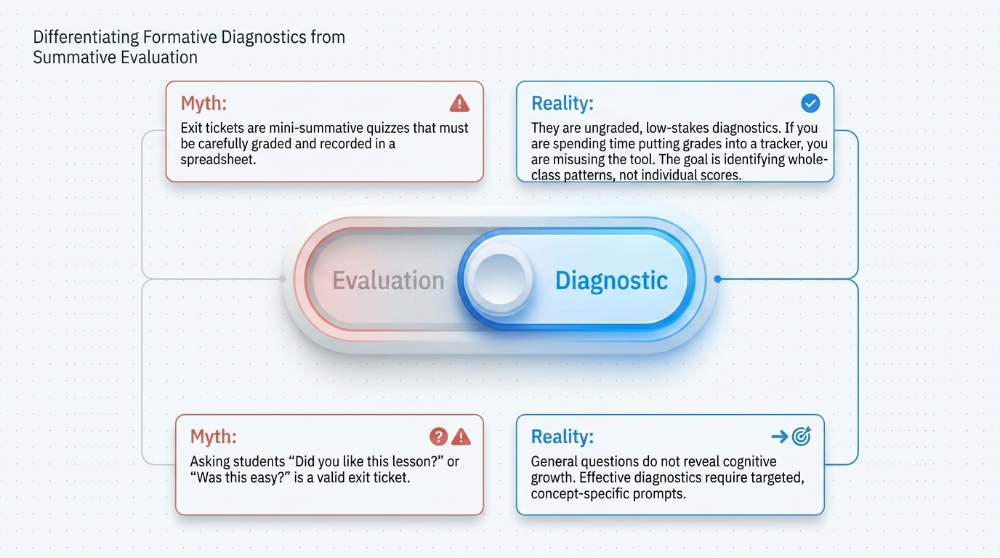 Differentiating Formative Diagnostics from
Summative Evaluation
Myth:
Exit tickets are mini-summative quizzes that must
be carefully graded and recorded in a
spreadsheet.
Reality:
They are ungraded, low-stakes diagnostics. If you
are spending time putting grades into a tracker, you
are misusing the tool. The goal is identifying whole-
class patterns, not individual scores.
Evaluation
Diagnostic
Myth:
Asking students “Did you like this lesson?” or
“Was this easy?” is a valid exit ticket.
Reality:
General questions do not reveal cognitive
growth. Effective diagnostics require targeted,
concept-specific prompts.